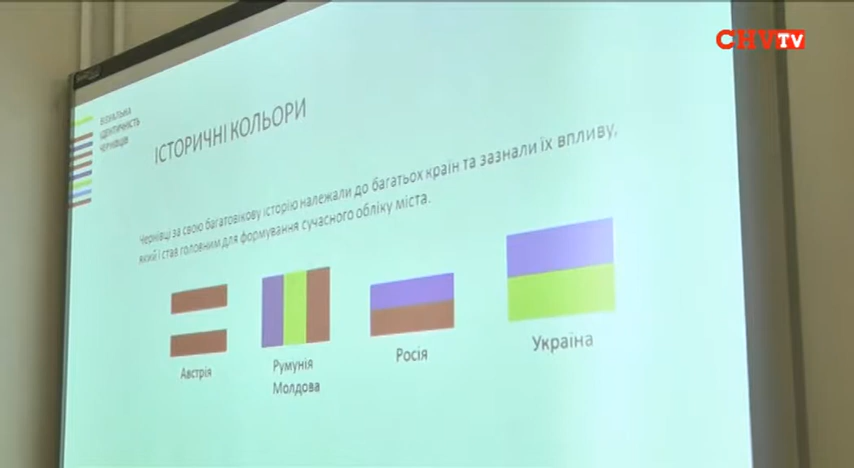 CHVTV
ВІЗУАЛЬНА
ІДЕНТИЧНІСТЬ
ЧЕРНІВЦІВ
ІСТОРИЧНІ КОЛЬОРИ
Чернівці за свою багатовікову історію належали до багатьох країн та зазнали їх впливу,
який і став головним для формування сучасного обліку міста.
Австрія
Румунія
Молдова
Росія
Україна